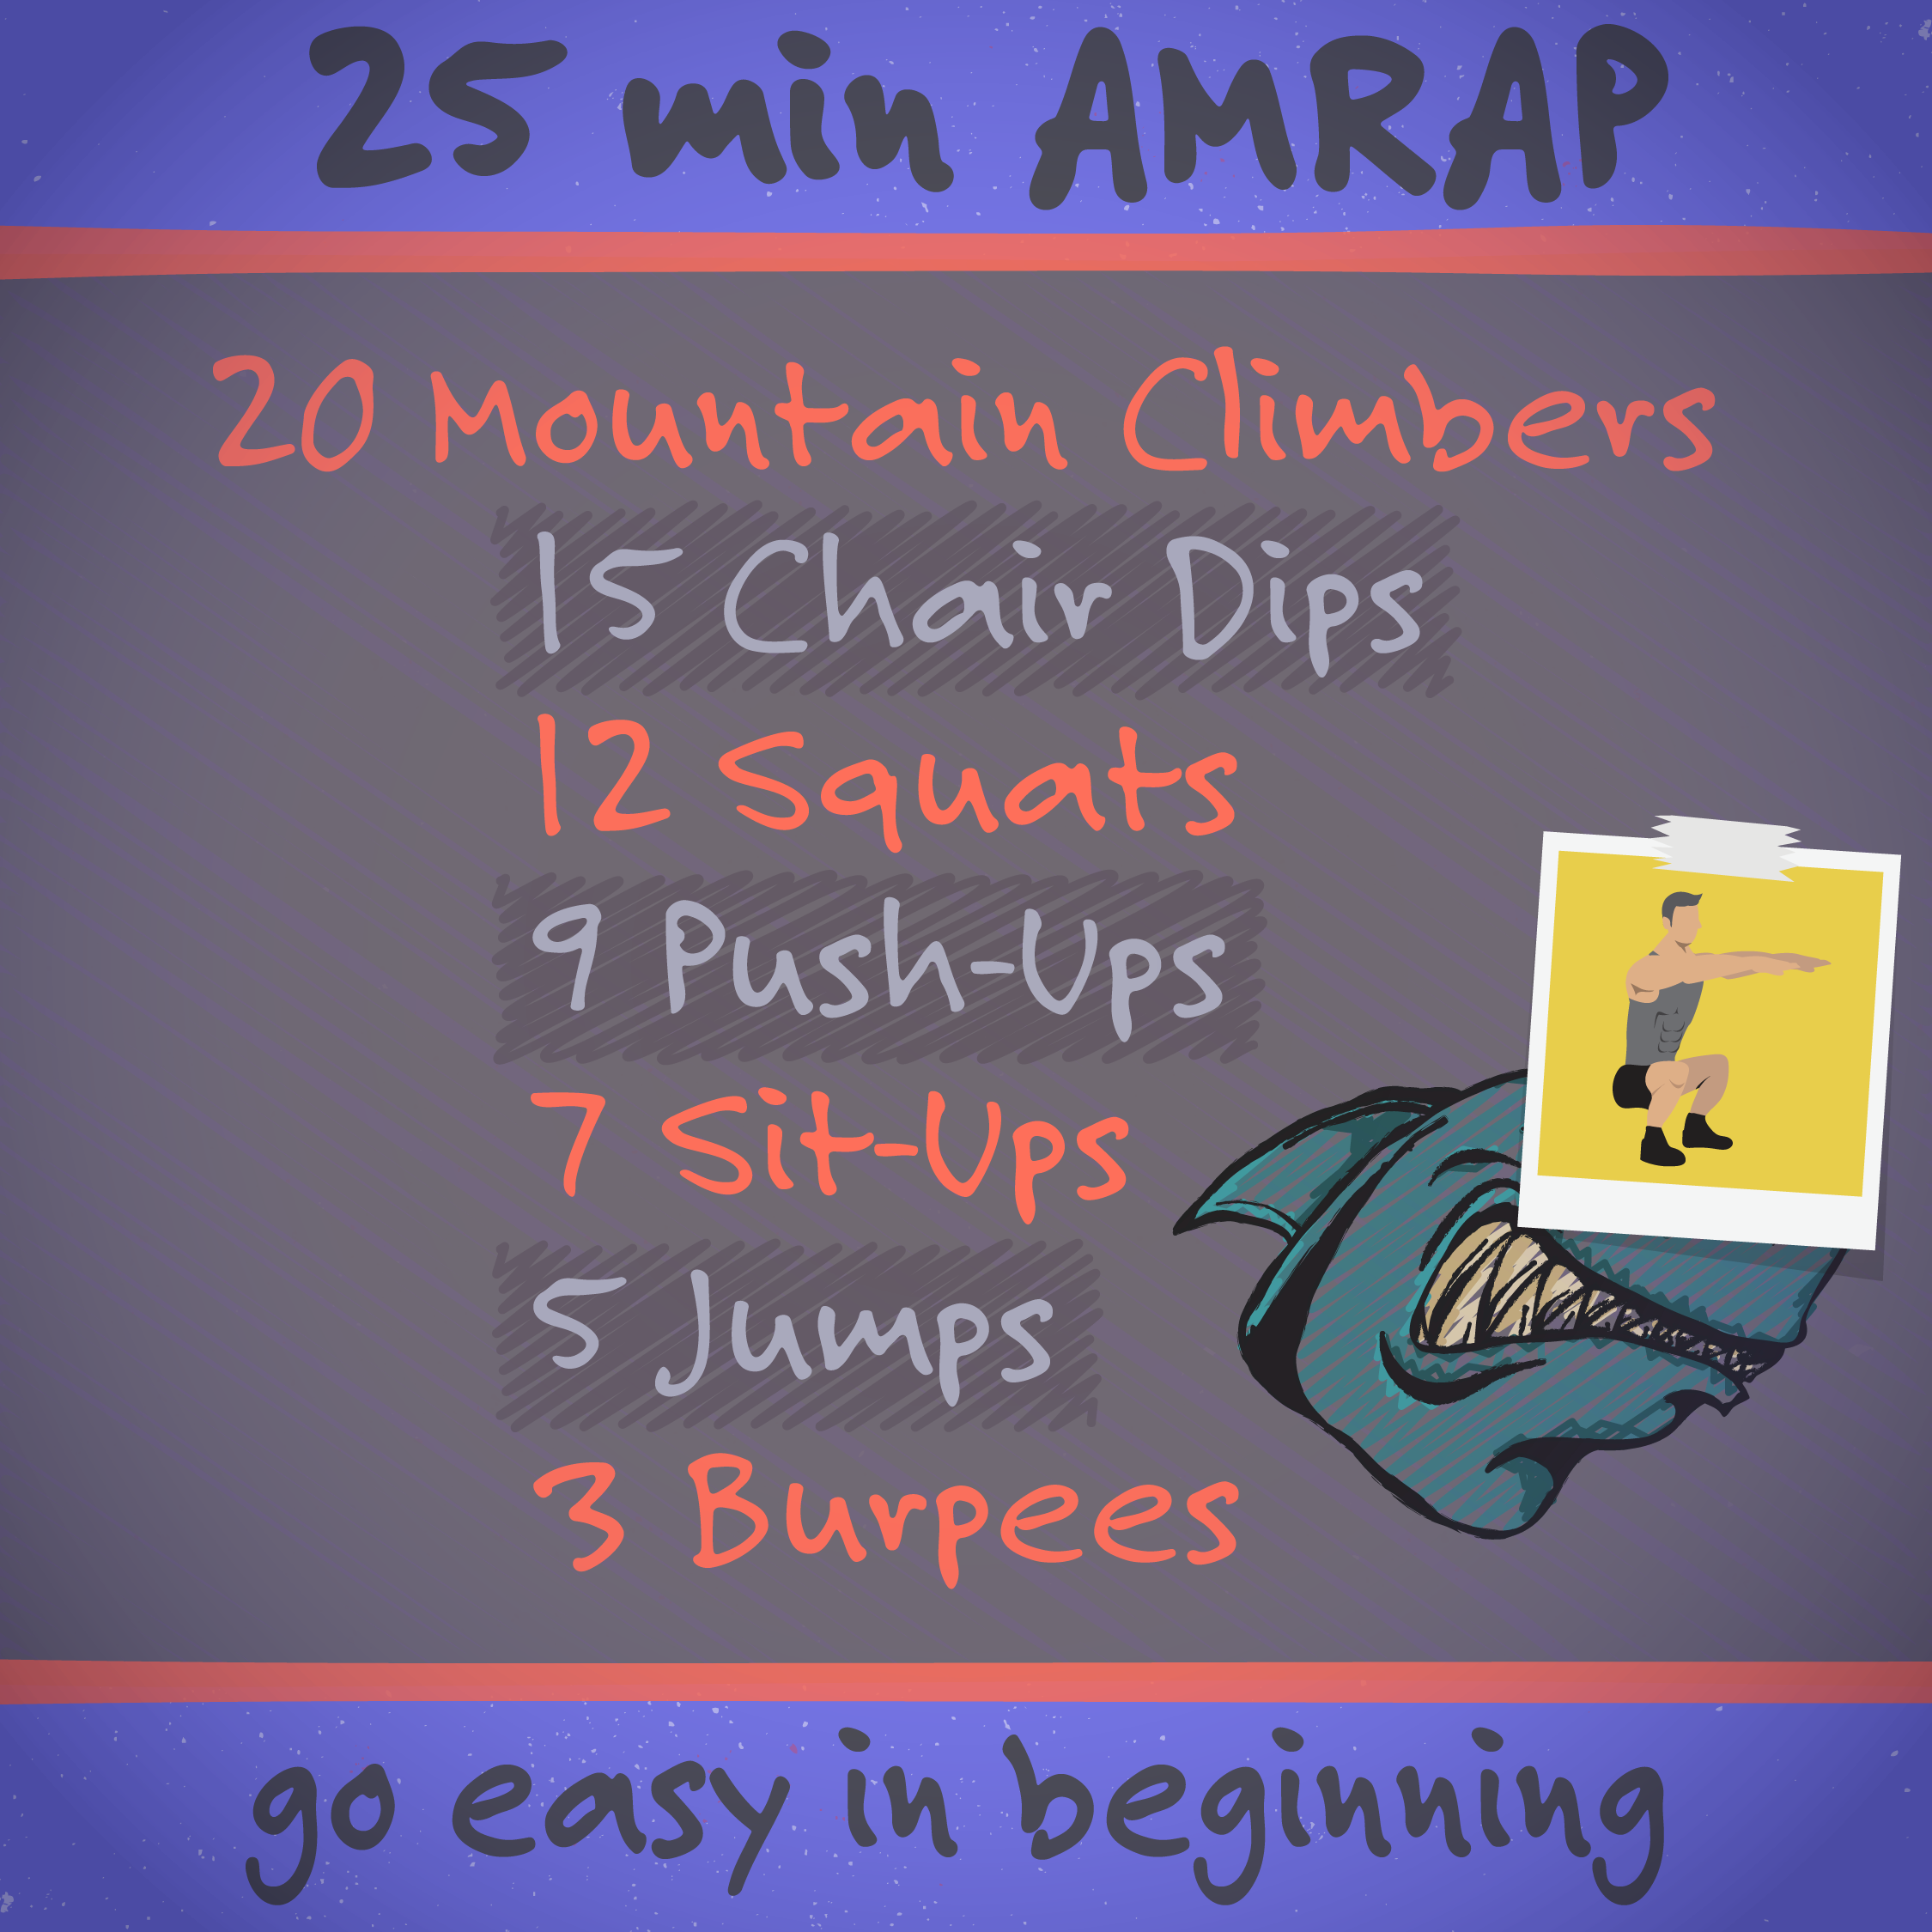 25 min AMRAP
20 Mountain Climbers
15 Chair Dips
12 Squats
9 Push-Ups
7 Sit-Ups
5 Jumps
3 Burpees
go easy in beginning